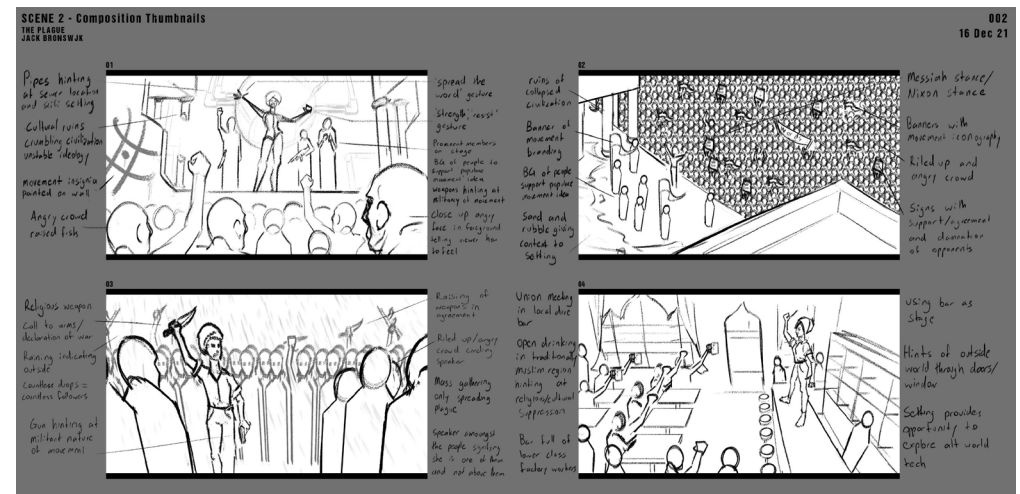 SCENE 2 - Composition Thumbnails
THE PLAGUE
JACK BRONSWJK
002
16 Dec 21
01
Pipes hinting
at sewer location
and scifi setting
Cultural ruins
crumbling civilization
unstable ideology
movement insignia
painted on wall
Angry crowd
raised fish
'spread the
word' gesture
'Strength, resist'
gesture
Prominent members
on stage
BG of people to
support populare
movement idea
weapons hinting at
militancy of movement
close up angry
face in foreground
telling viewer how
to feel
02
ruins of
collapsed
civilization
Banner of
movement
branding
BG of people
support populare
movement idea
Sand and
rubble giving
context to
setting
Messiah stance/
Nixon stance
Banners with
movement iconography
Riled up and
angry crowd
Signs with
support/agreement
and damnation
of opponents
03
Religious weapon
Call to arms/
declaration of war
Raining indicating
outside
Countless drops =
countless followers
Gun hinting at
militant nature
of movement
Raising of
weapons in
agreement
Riled up/angry
crowd
speaker
Mass gathering
only spreading
plague
Speaker amongst
the people
she is one of them
and not above them
04
Union meeting
in local dive
bar
Open drinking
in traditionally
muslim region
hinting at
religious/cultural
suppression
Bar full of
lower class
factory workers
Using bar as
stage
Hints of outside
world through doors/
window
Setting provides
opportunity to
explore alt world
tech